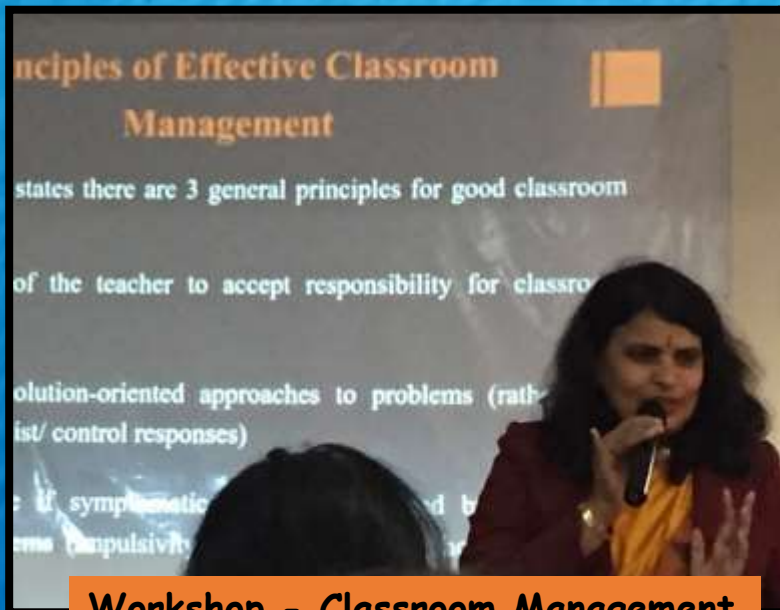 nciples of Effective Classroom
Management
states there are 3 general principles for good classroom
of the teacher to accept responsibility for classro
olution-oriented approaches to problems (rath
ist/ control responses)
if
d b
Workshop - Classroom Management